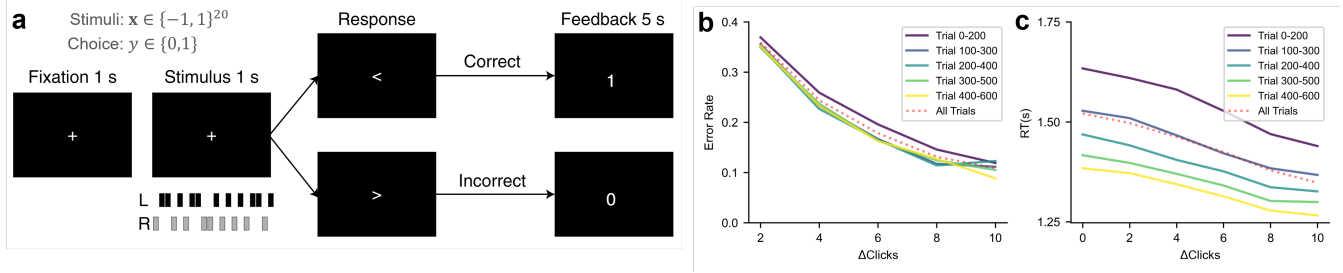 a
Stimuli: 𝐱 ∈ {−1, 1}²⁰
Choice: 𝑦 ∈ {0,1}
Fixation 1 s
Stimulus 1 s
Response
Feedback 5 s
+
+
<
Correct
1
>
Incorrect
0
L
R
b
0.4
0.3
0.2
0.1
0.0
Error Rate
2 4 6 8 10
ΔClicks
Trial 0-200
Trial 100-300
Trial 200-400
Trial 300-500
Trial 400-600
All Trials
c
1.75
1.50
1.25
RT(s)
0 2 4 6 8 10
ΔClicks
Trial 0-200
Trial 100-300
Trial 200-400
Trial 300-500
Trial 400-600
All Trials